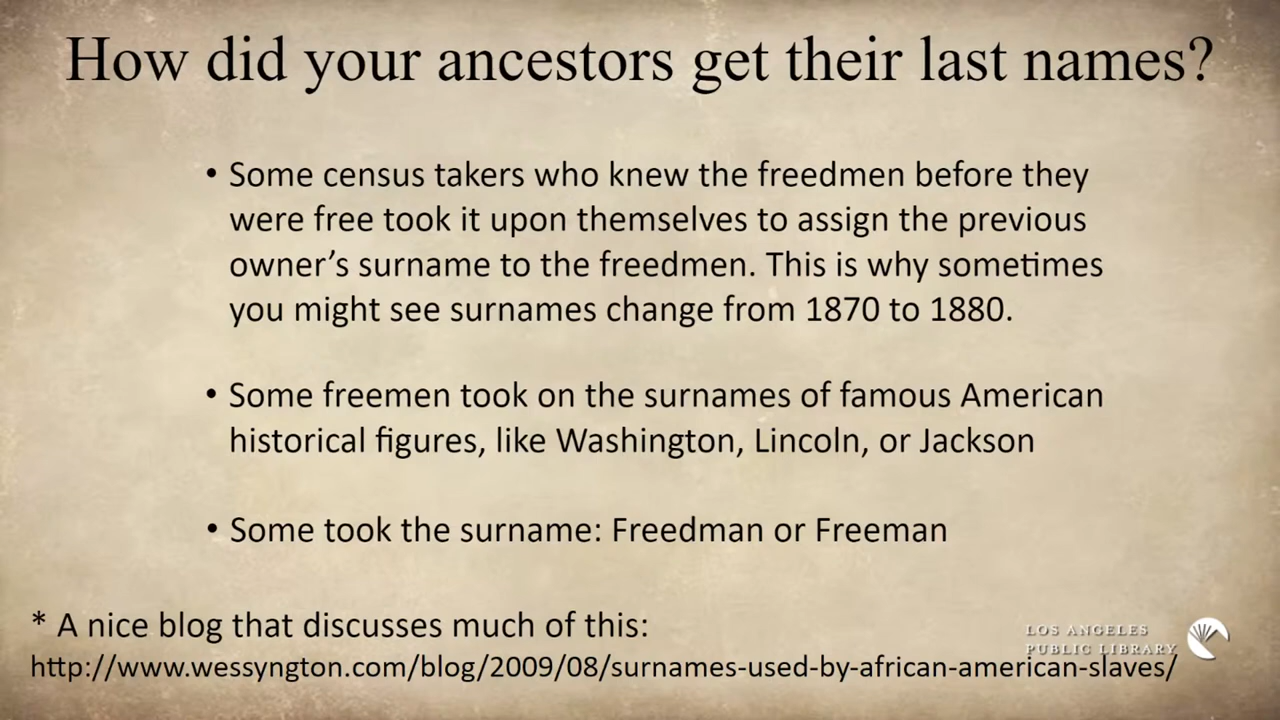 How did your ancestors get their last names?
• Some census takers who knew the freedmen before they
were free took it upon themselves to assign the previous
owner’s surname to the freedmen. This is why sometimes
you might see surnames change from 1870 to 1880.
• Some freemen took on the surnames of famous American
historical figures, like Washington, Lincoln, or Jackson
• Some took the surname: Freedman or Freeman
* A nice blog that discusses much of this:
http://www.wessyngton.com/blog/2009/08/surnames-used-by-african-american-slaves/
LOS ANGELES
PUBLIC LIBRARY